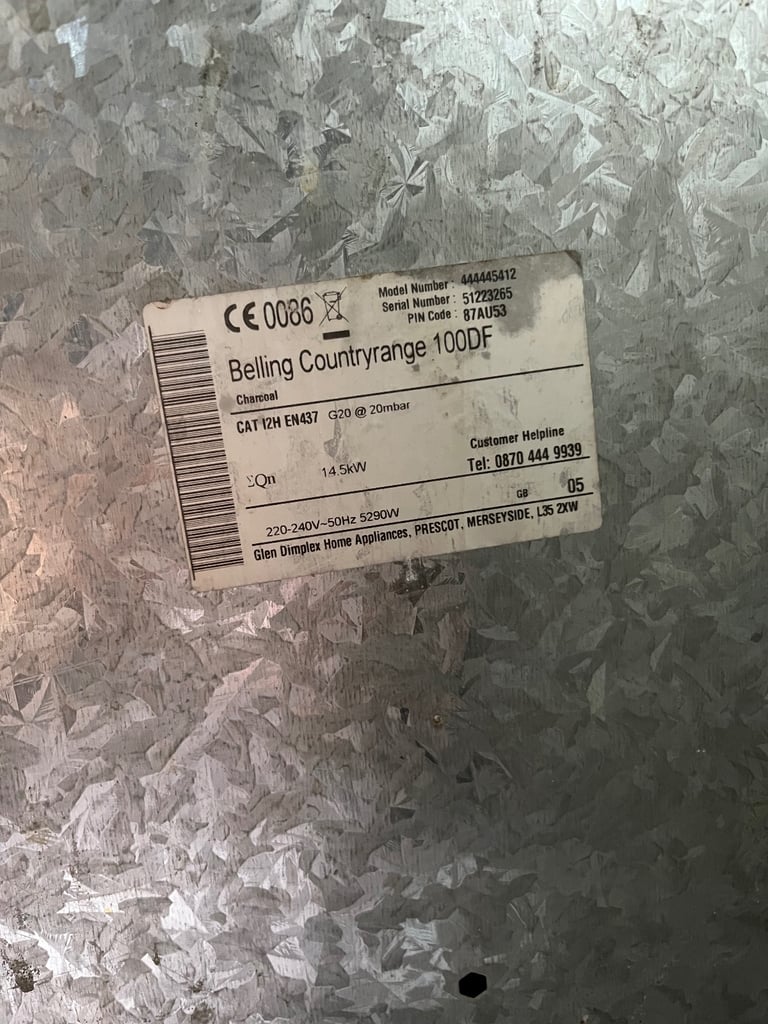 CE 0086
Model Number : 444445412
Serial Number : 51223265
PIN Code : 87AU53
Belling Countryrange 100DF
Charcoal
CAT I2H EN437 G20 @ 20mbar
ΣQn 14.5kW
Customer Helpline
Tel: 0870 444 9939
GB 05
220-240V~50Hz 5290W
Glen Dimplex Home Appliances, PRESCOT, MERSEYSIDE, L35 2XW